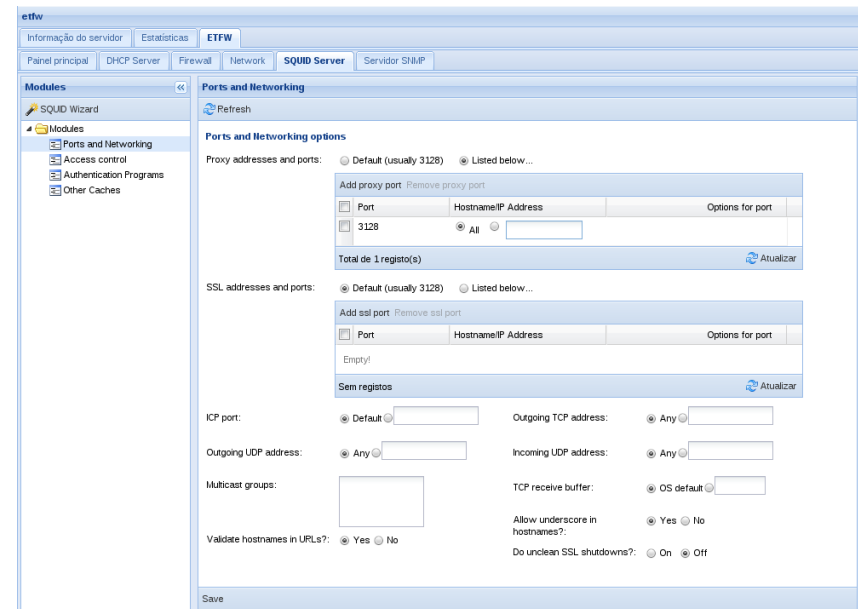 etfw
Informação do servidor Estatísticas ETFW
Painel principal DHCP Server Firewall Network SQUID Server Servidor SNMP
Modules
SQUID Wizard
Modules
Ports and Networking
Access control
Authentication Programs
Other Caches
Ports and Networking
Refresh
Ports and Networking options
Proxy addresses and ports: Default (usually 3128) Listed below...
Add proxy port Remove proxy port
Port Hostname/IP Address Options for port
3128 All
Total de 1 registo(s) Atualizar
SSL addresses and ports: Default (usually 3128) Listed below...
Add ssl port Remove ssl port
Port Hostname/IP Address Options for port
Empty!
Sem registos Atualizar
ICP port: Default Outgoing TCP address: Any
Outgoing UDP address: Any Incoming UDP address: Any
Multicast groups: TCP receive buffer: OS default
Allow underscore in hostnames?: Yes No
Validate hostnames in URLs?: Yes No
Do unclean SSL shutdowns?: On Off
Save